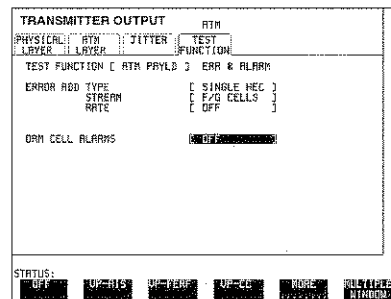 TRANSMITTER OUTPUT
ATM
PHYSICAL LAYER
ATM LAYER
JITTER
TEST FUNCTION
TEST FUNCTION [ ATM PAYLD ] ERR & ALARM
ERROR ADD TYPE [ SINGLE HEC ]
STREAM [ F/G CELLS ]
RATE [ OFF ]
OAM CELL ALARMS [ OFF ]
STATUS:
OFF VP-AIS VP-FERF VP-CC MORE MULTIPLE WINDOW